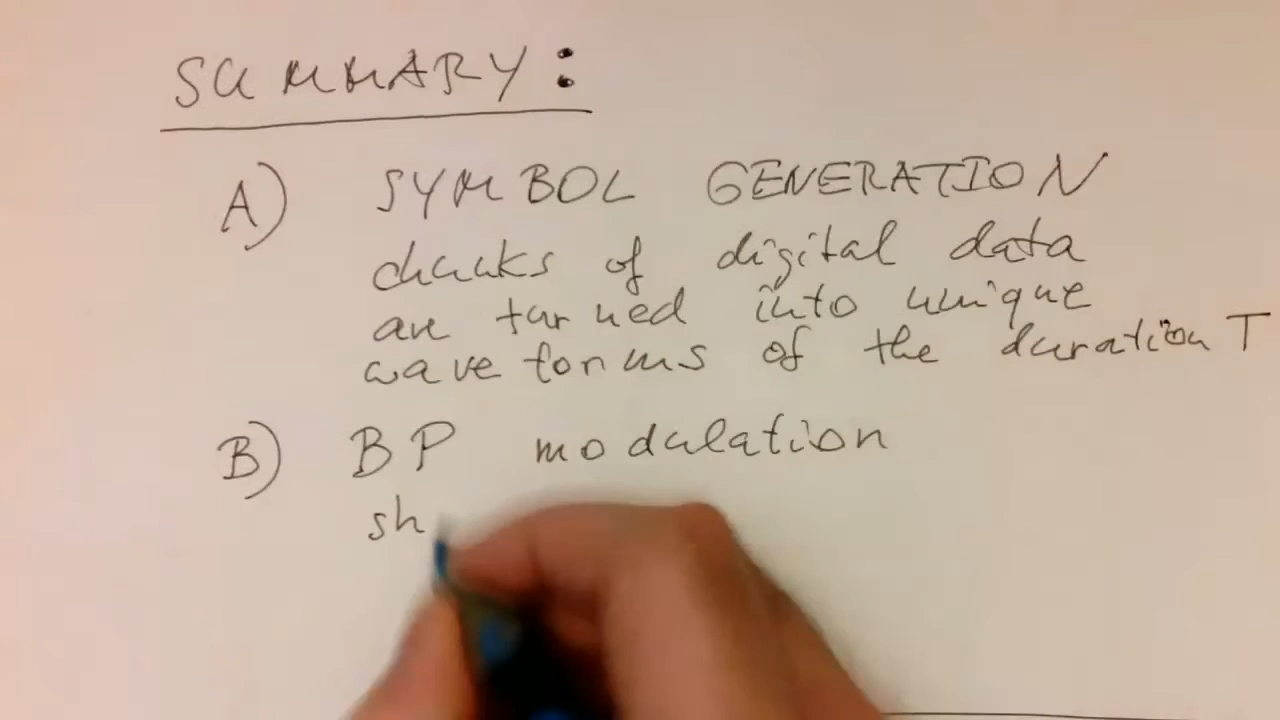 SUMMARY:
A) SYMBOL GENERATION
chunks of digital data
are turned into unique
waveforms of the duration T
B) BP modulation
sh